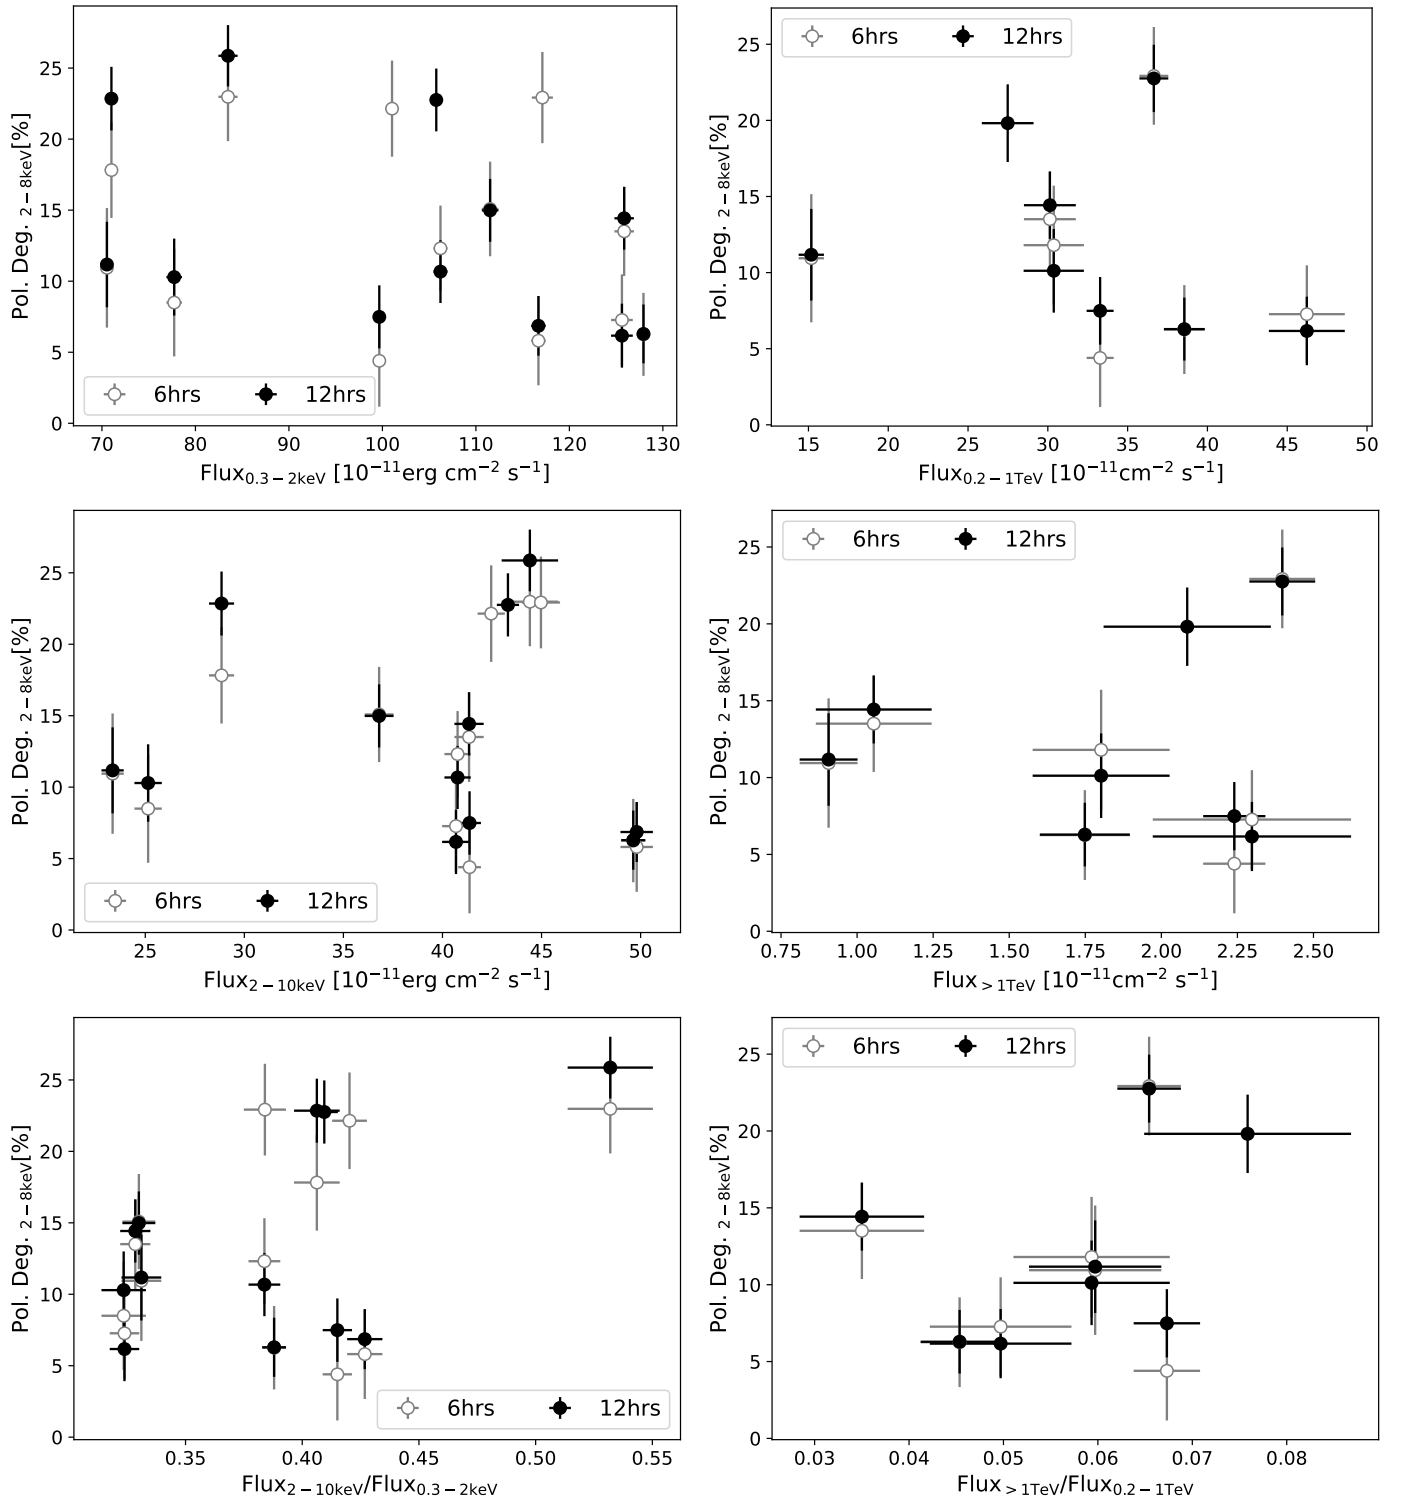 25
20
15
10
5
0
Pol. Deg. 2−8keV[%]
6hrs 12hrs
70 80 90 100 110 120 130
Flux0.3−2keV [10−11erg cm−2 s−1]
25
20
15
10
5
0
Pol. Deg. 2−8keV[%]
6hrs 12hrs
15 20 25 30 35 40 45 50
Flux0.2−1TeV [10−11cm−2 s−1]
25
20
15
10
5
0
Pol. Deg. 2−8keV[%]
6hrs 12hrs
25 30 35 40 45 50
Flux2−10keV [10−11erg cm−2 s−1]
25
20
15
10
5
0
Pol. Deg. 2−8keV[%]
6hrs 12hrs
0.75 1.00 1.25 1.50 1.75 2.00 2.25 2.50
Flux>1TeV [10−11cm−2 s−1]
25
20
15
10
5
0
Pol. Deg. 2−8keV[%]
6hrs 12hrs
0.35 0.40 0.45 0.50 0.55
Flux2−10keV/Flux0.3−2keV
25
20
15
10
5
0
Pol. Deg. 2−8keV[%]
6hrs 12hrs
0.03 0.04 0.05 0.06 0.07 0.08
Flux>1TeV/Flux0.2−1TeV